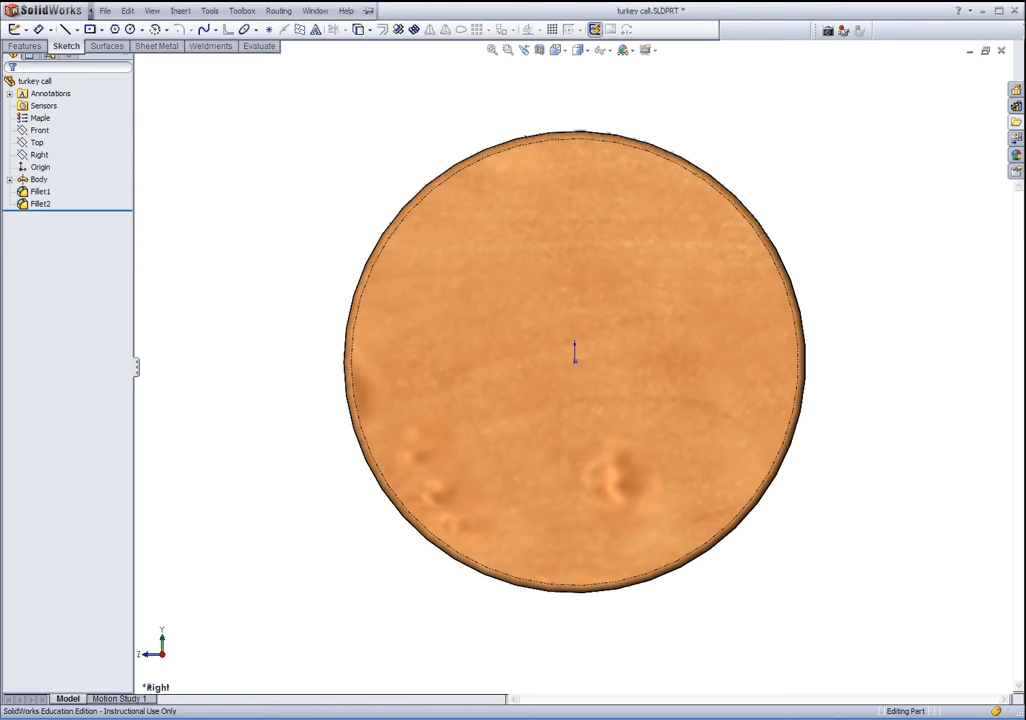 SolidWorks File Edit View Insert Tools Toolbox Routing Window Help turkey call.SLDPRT *
Features Sketch Surfaces Sheet Metal Weldments Evaluate
turkey call
Annotations
Sensors
Maple
Front
Top
Right
Origin
Body
Fillet1
Fillet2
Y
Z
*Right
Model Motion Study 1
SolidWorks Education Edition - Instructional Use Only Editing Part